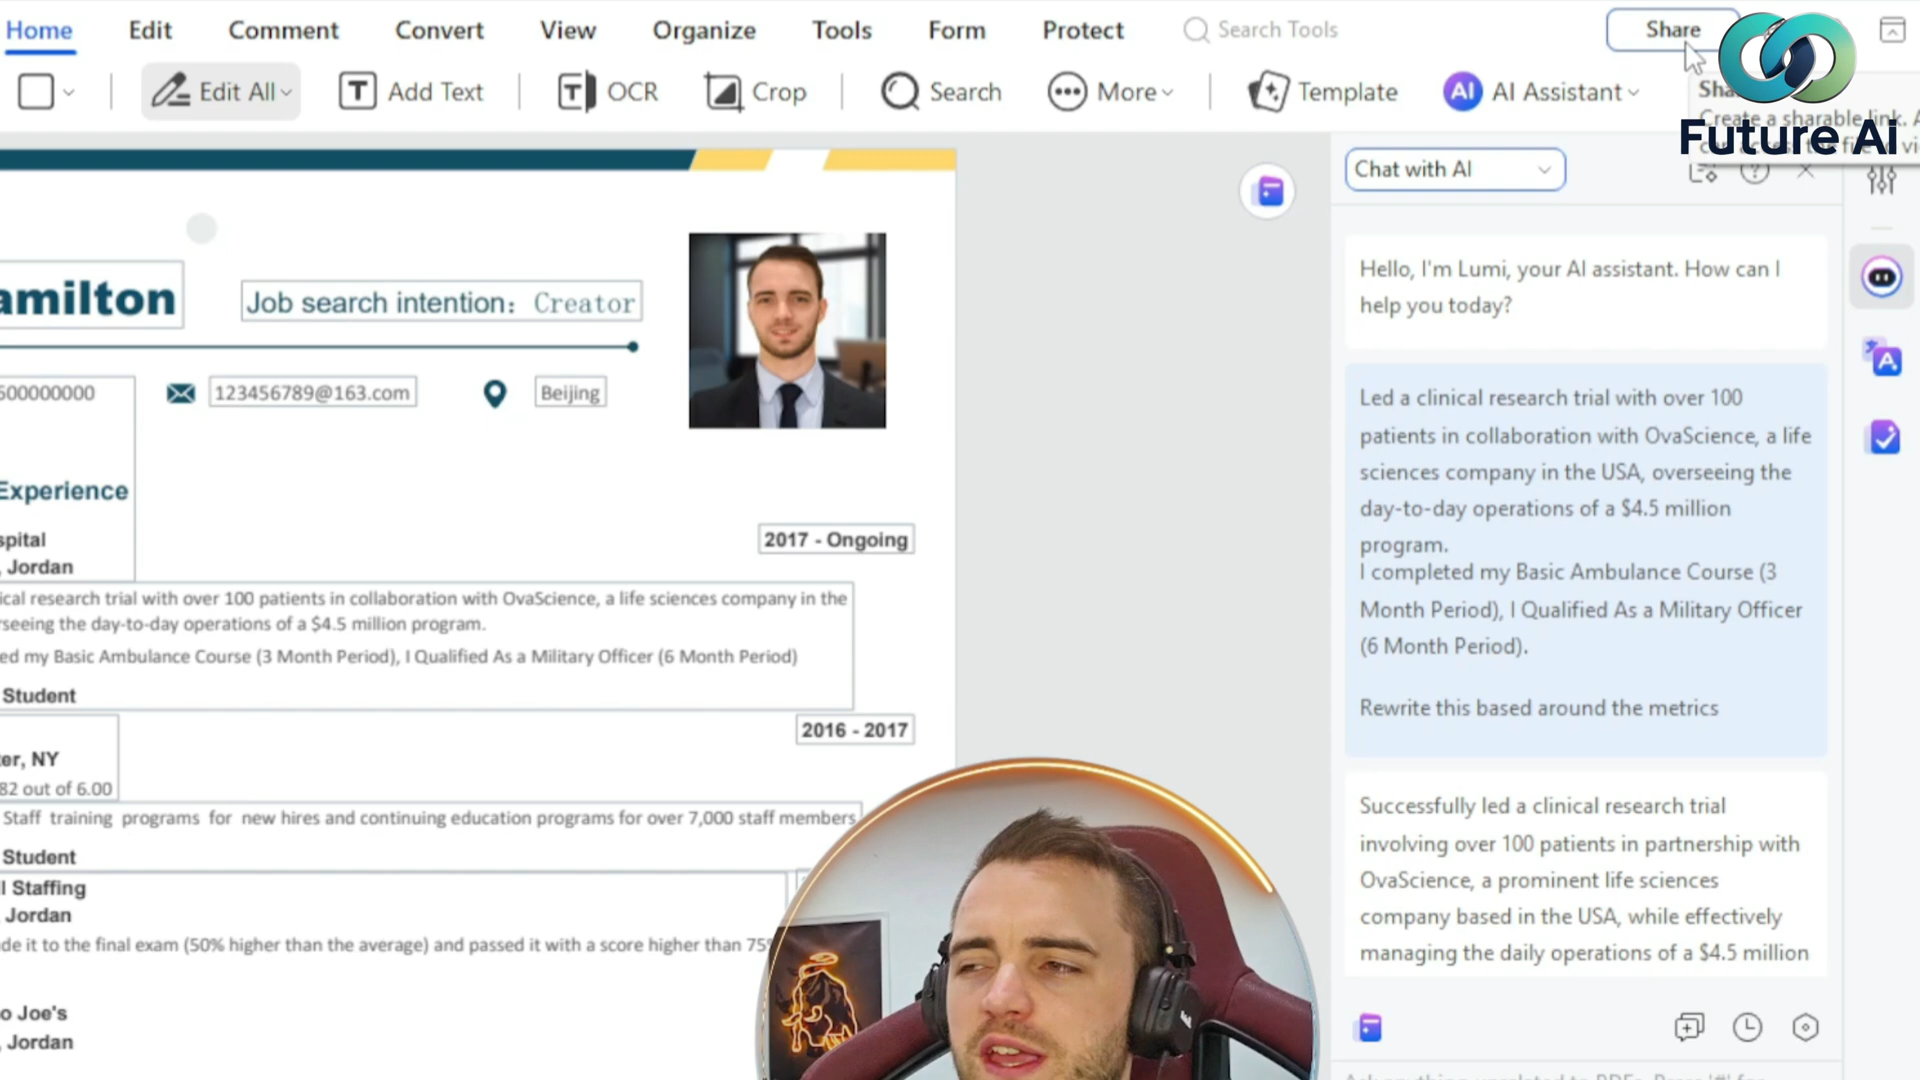 Home Edit Comment Convert View Organize Tools Form Protect Search Tools Share
Edit All T Add Text T OCR Crop Search More Template AI AI Assistant
Create a sharable link.
Future Ai
Chat with AI
amilton
Job search intention: Creator
500000000
123456789@163.com
Beijing
Experience
spital
2017 - Ongoing
, Jordan
ical research trial with over 100 patients in collaboration with OvaScience, a life sciences company in the
rseeing the day-to-day operations of a $4.5 million program.
ed my Basic Ambulance Course (3 Month Period), I Qualified As a Military Officer (6 Month Period)
Student
2016 - 2017
er, NY
82 out of 6.00
Staff training programs for new hires and continuing education programs for over 7,000 staff members
Student
l Staffing
, Jordan
de it to the final exam (50% higher than the average) and passed it with a score higher than 75
o Joe's
, Jordan
Hello, I'm Lumi, your AI assistant. How can I
help you today?
Led a clinical research trial with over 100
patients in collaboration with OvaScience, a life
sciences company in the USA, overseeing the
day-to-day operations of a $4.5 million
program.
I completed my Basic Ambulance Course (3
Month Period), I Qualified As a Military Officer
(6 Month Period).
Rewrite this based around the metrics
Successfully led a clinical research trial
involving over 100 patients in partnership with
OvaScience, a prominent life sciences
company based in the USA, while effectively
managing the daily operations of a $4.5 million